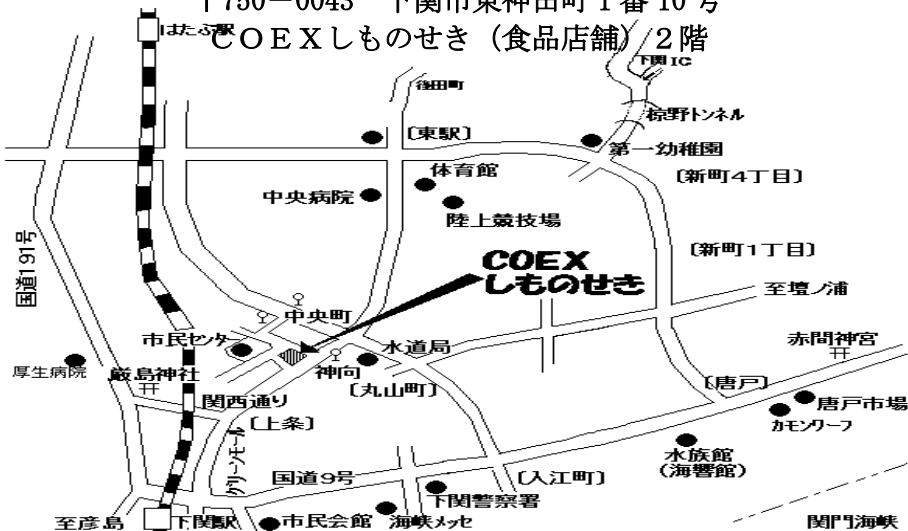 〒750－0043　下関市東神田町１番10号
はたぶ駅
ＣＯＥＸしものせき（食品店舗）２階
下関IC
後田町
椋野トンネル
〔東駅〕
第一幼稚園
体育館
〔新町4丁目〕
中央病院
陸上競技場
国道191号
〔新町1丁目〕
COEX
しものせき
至壇ノ浦
中央町
市民センター
水道局
赤間神宮
厚生病院
厳島神社
神向
〔丸山町〕
〔唐戸〕
関西通り
唐戸市場
〔上条〕
カモンワーフ
グリーンモール
水族館
(海響館)
国道9号
〔入江町〕
下関警察署
至彦島
下関駅
市民会館
海峡メッセ
関門海峡